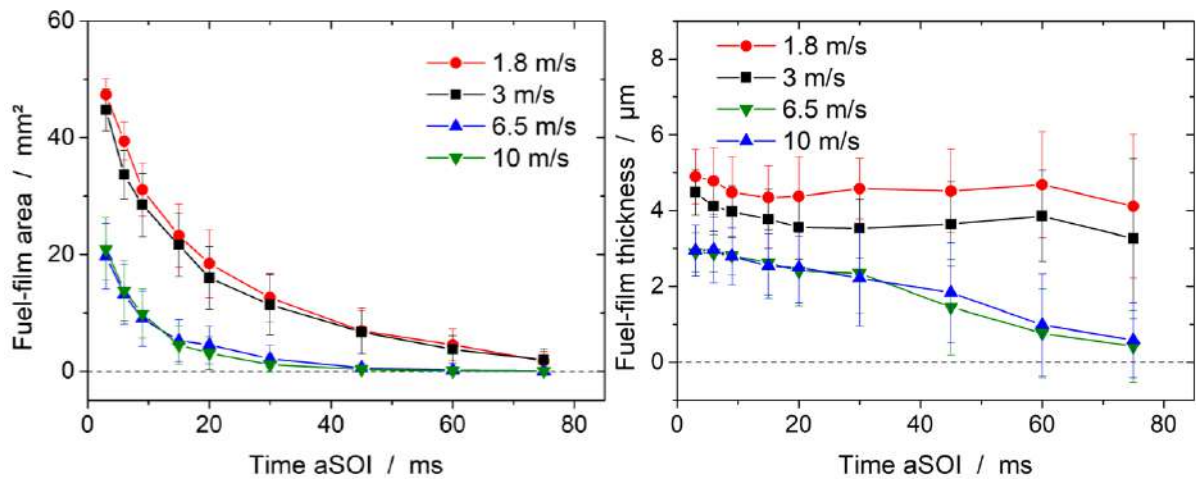 60
40
20
0
Fuel-film area / mm²
1.8 m/s
3 m/s
6.5 m/s
10 m/s
0 20 40 60 80
Time aSOI / ms
8
6
4
2
0
Fuel-film thickness / µm
1.8 m/s
3 m/s
6.5 m/s
10 m/s
0 20 40 60 80
Time aSOI / ms